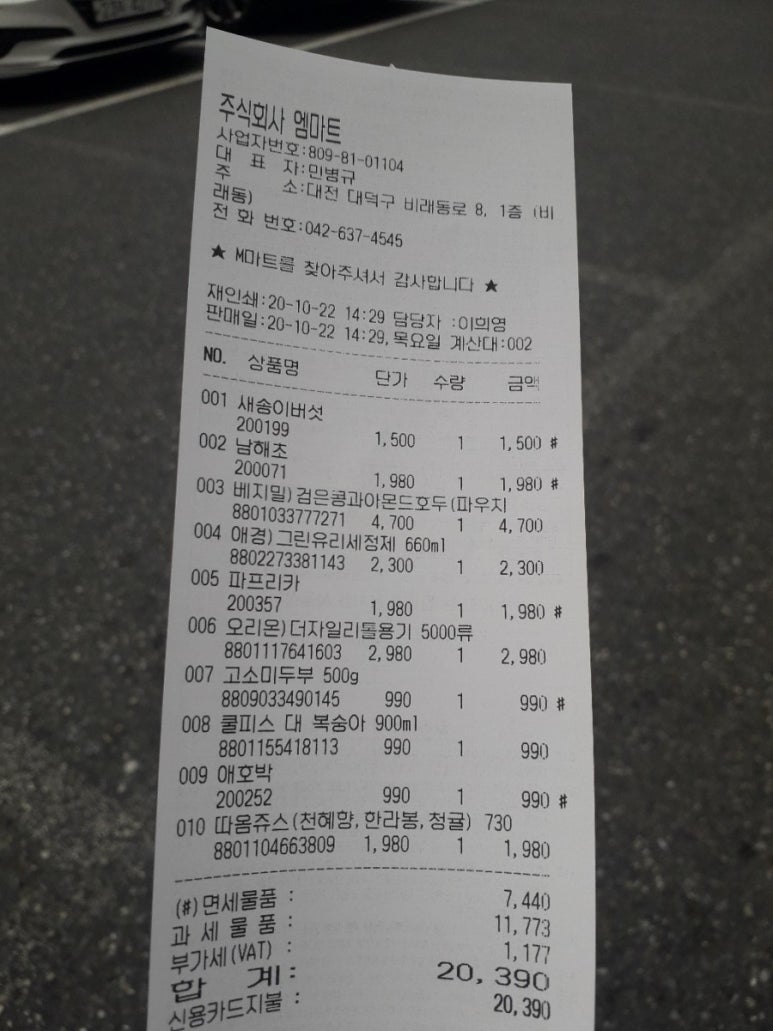 주식회사 엠마트
사업자번호:809-81-01104
대 표 자:민병규
주 소:대전 대덕구 비래동로 8, 1층 (비
래동)
전 화 번호:042-637-4545
★ M마트를 찾아주셔서 감사합니다 ★
재인쇄:20-10-22 14:29 담당자 :이희영
판매일:20-10-22 14:29,목요일 계산대:002
NO. 상품명 단가 수량 금액
001 새송이버섯
200199 1,500 1 1,500 #
002 남해초
200071 1,980 1 1,980 #
003 베지밀)검은콩과아몬드호두(파우치
8801033777271 4,700 1 4,700
004 애경)그린유리세정제 660ml
8802273381143 2,300 1 2,300
005 파프리카
200357 1,980 1 1,980 #
006 오리온)더자일리톨용기 5000류
8801117641603 2,980 1 2,980
007 고소미두부 500g
8809033490145 990 1 990 #
008 쿨피스 대 복숭아 900ml
8801155418113 990 1 990
009 애호박
200252 990 1 990 #
010 따옴쥬스(천혜향,한라봉,청귤) 730
8801104663809 1,980 1 1,980
(#)면세물품 : 7,440
과 세 물 품 : 11,773
부가세(VAT) : 1,177
합 계: 20,390
신용카드지불: 20,390